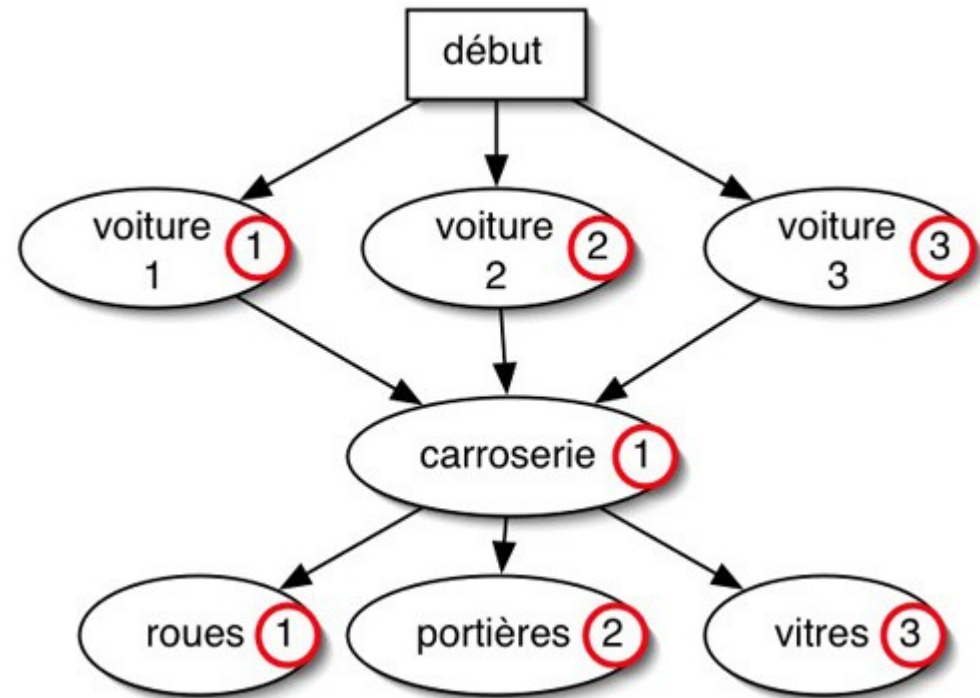 début
voiture
1
1
voiture
2
2
voiture
3
3
carroserie 1
roues 1
portières 2
vitres 3